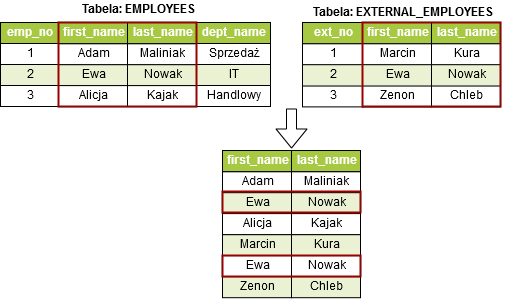 Tabela: EMPLOYEES
emp_no first_name last_name dept_name
1 Adam Maliniak Sprzedaż
2 Ewa Nowak IT
3 Alicja Kajak Handlowy
Tabela: EXTERNAL_EMPLOYEES
ext_no first_name last_name
1 Marcin Kura
2 Ewa Nowak
3 Zenon Chleb
first_name last_name
Adam Maliniak
Ewa Nowak
Alicja Kajak
Marcin Kura
Ewa Nowak
Zenon Chleb